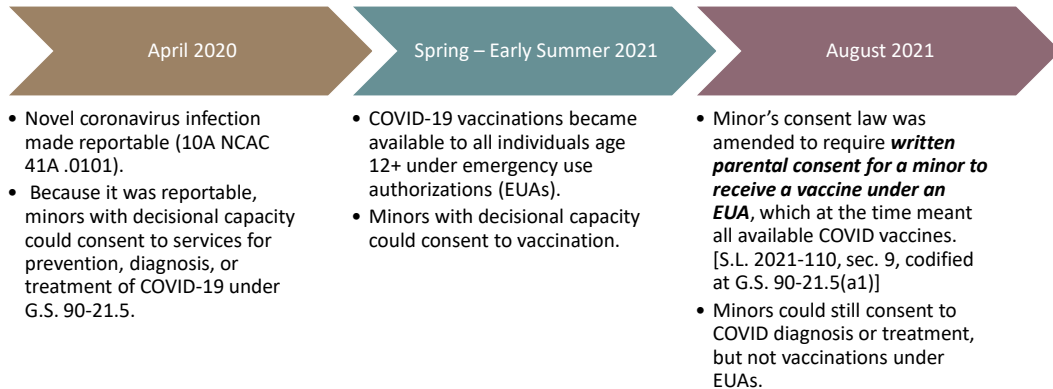 April 2020
• Novel coronavirus infection
made reportable (10A NCAC
41A .0101).
• Because it was reportable,
minors with decisional capacity
could consent to services for
prevention, diagnosis, or
treatment of COVID-19 under
G.S. 90-21.5.
Spring – Early Summer 2021
• COVID-19 vaccinations became
available to all individuals age
12+ under emergency use
authorizations (EUAs).
• Minors with decisional capacity
could consent to vaccination.
August 2021
• Minor’s consent law was
amended to require written
parental consent for a minor to
receive a vaccine under an
EUA, which at the time meant
all available COVID vaccines.
[S.L. 2021-110, sec. 9, codified
at G.S. 90-21.5(a1)]
• Minors could still consent to
COVID diagnosis or treatment,
but not vaccinations under
EUAs.